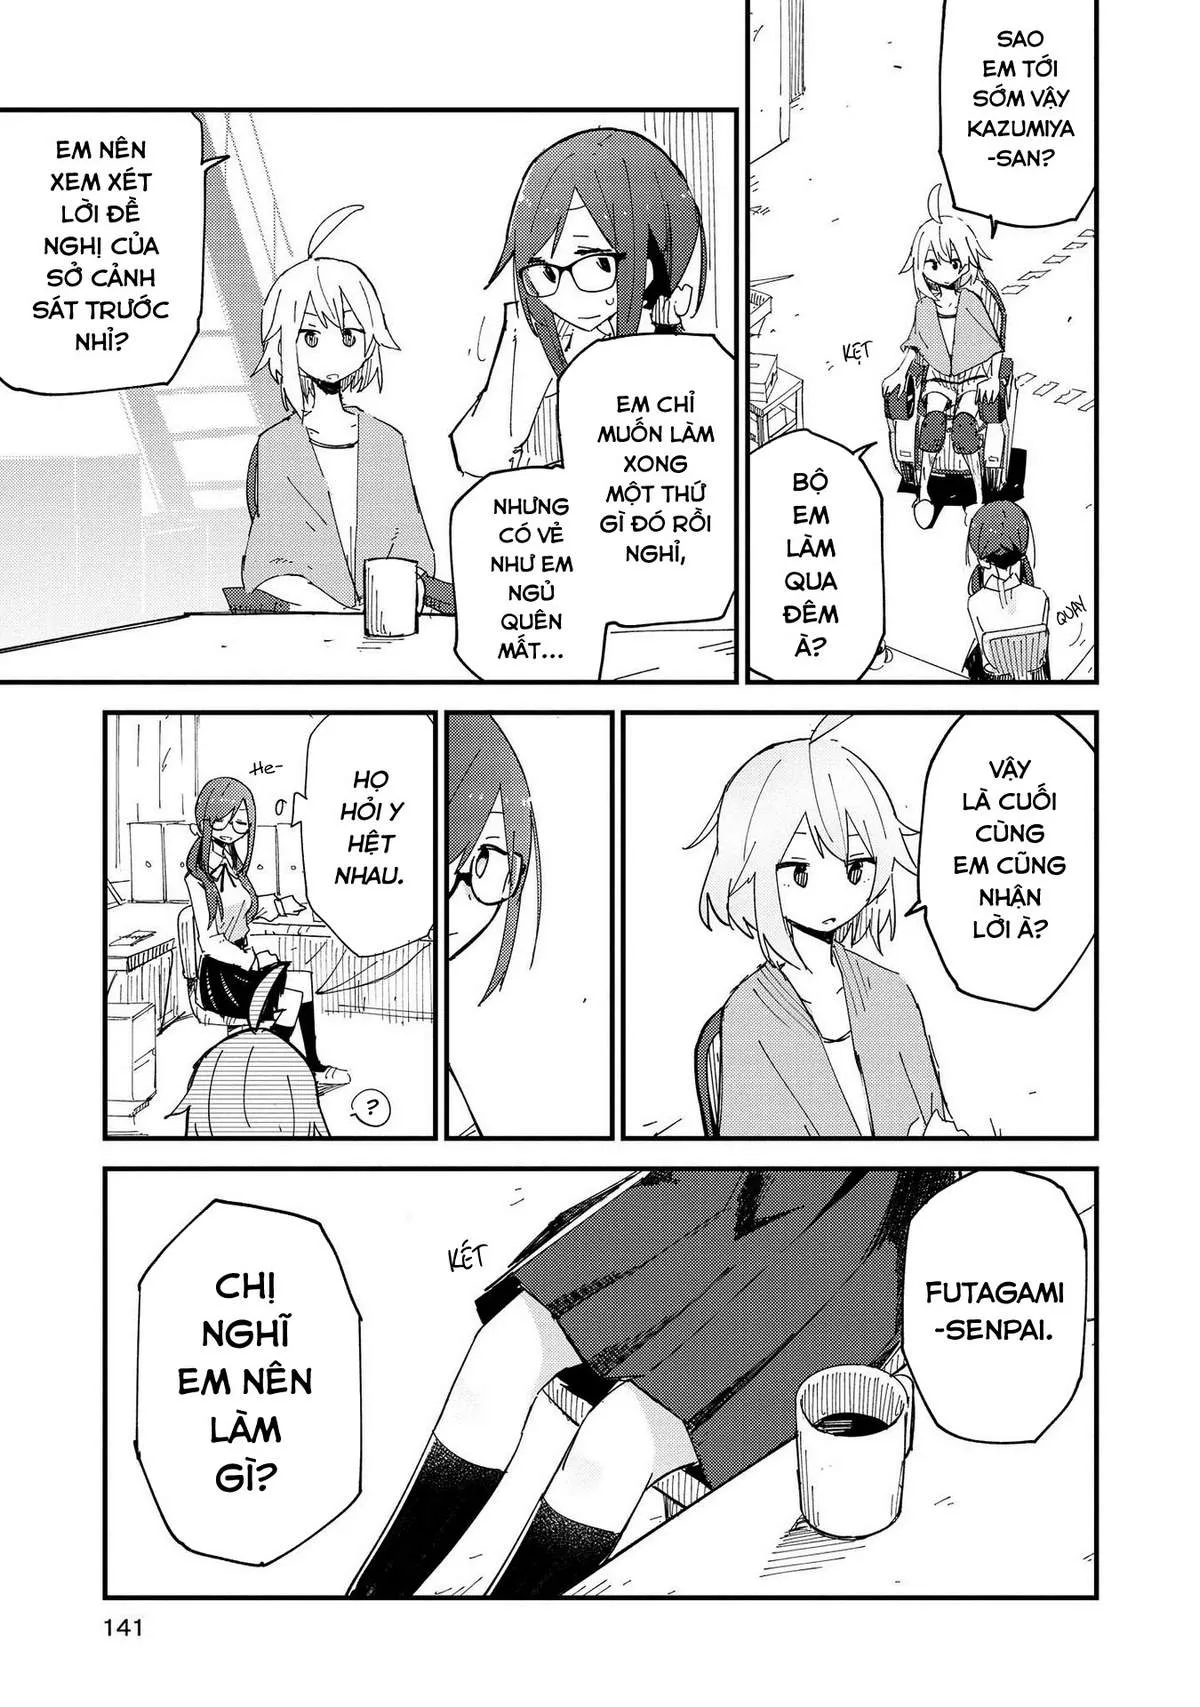 SAO
EM TỚI
SỚM VẬY
KAZUMIYA
-SAN?
KẸT
BỘ
EM
LÀM
QUA
ĐÊM
À?
QUAY
EM CHỈ
MUỐN LÀM
XONG
MỘT THỨ
GÌ ĐÓ RỒI
NGHỈ,
NHƯNG
CÓ VẺ
NHƯ EM
NGỦ
QUÊN
MẤT...
EM NÊN
XEM XÉT
LỜI ĐỀ
NGHỊ CỦA
SỞ CẢNH
SÁT TRƯỚC
NHỈ?
VẬY
LÀ CUỐI
CÙNG
EM CŨNG
NHẬN
LỜI À?
HỌ
HỎI Y
HỆT
NHAU.
He-
?
FUTAGAMI
-SENPAI.
KẾT
CHỊ
NGHĨ
EM NÊN
LÀM
GÌ?
141